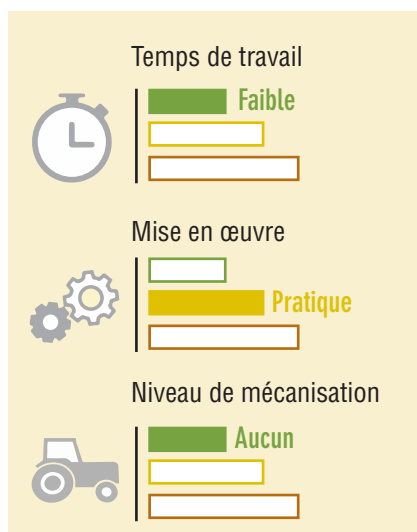 Temps de travail
Faible
Mise en œuvre
Pratique
Niveau de mécanisation
Aucun